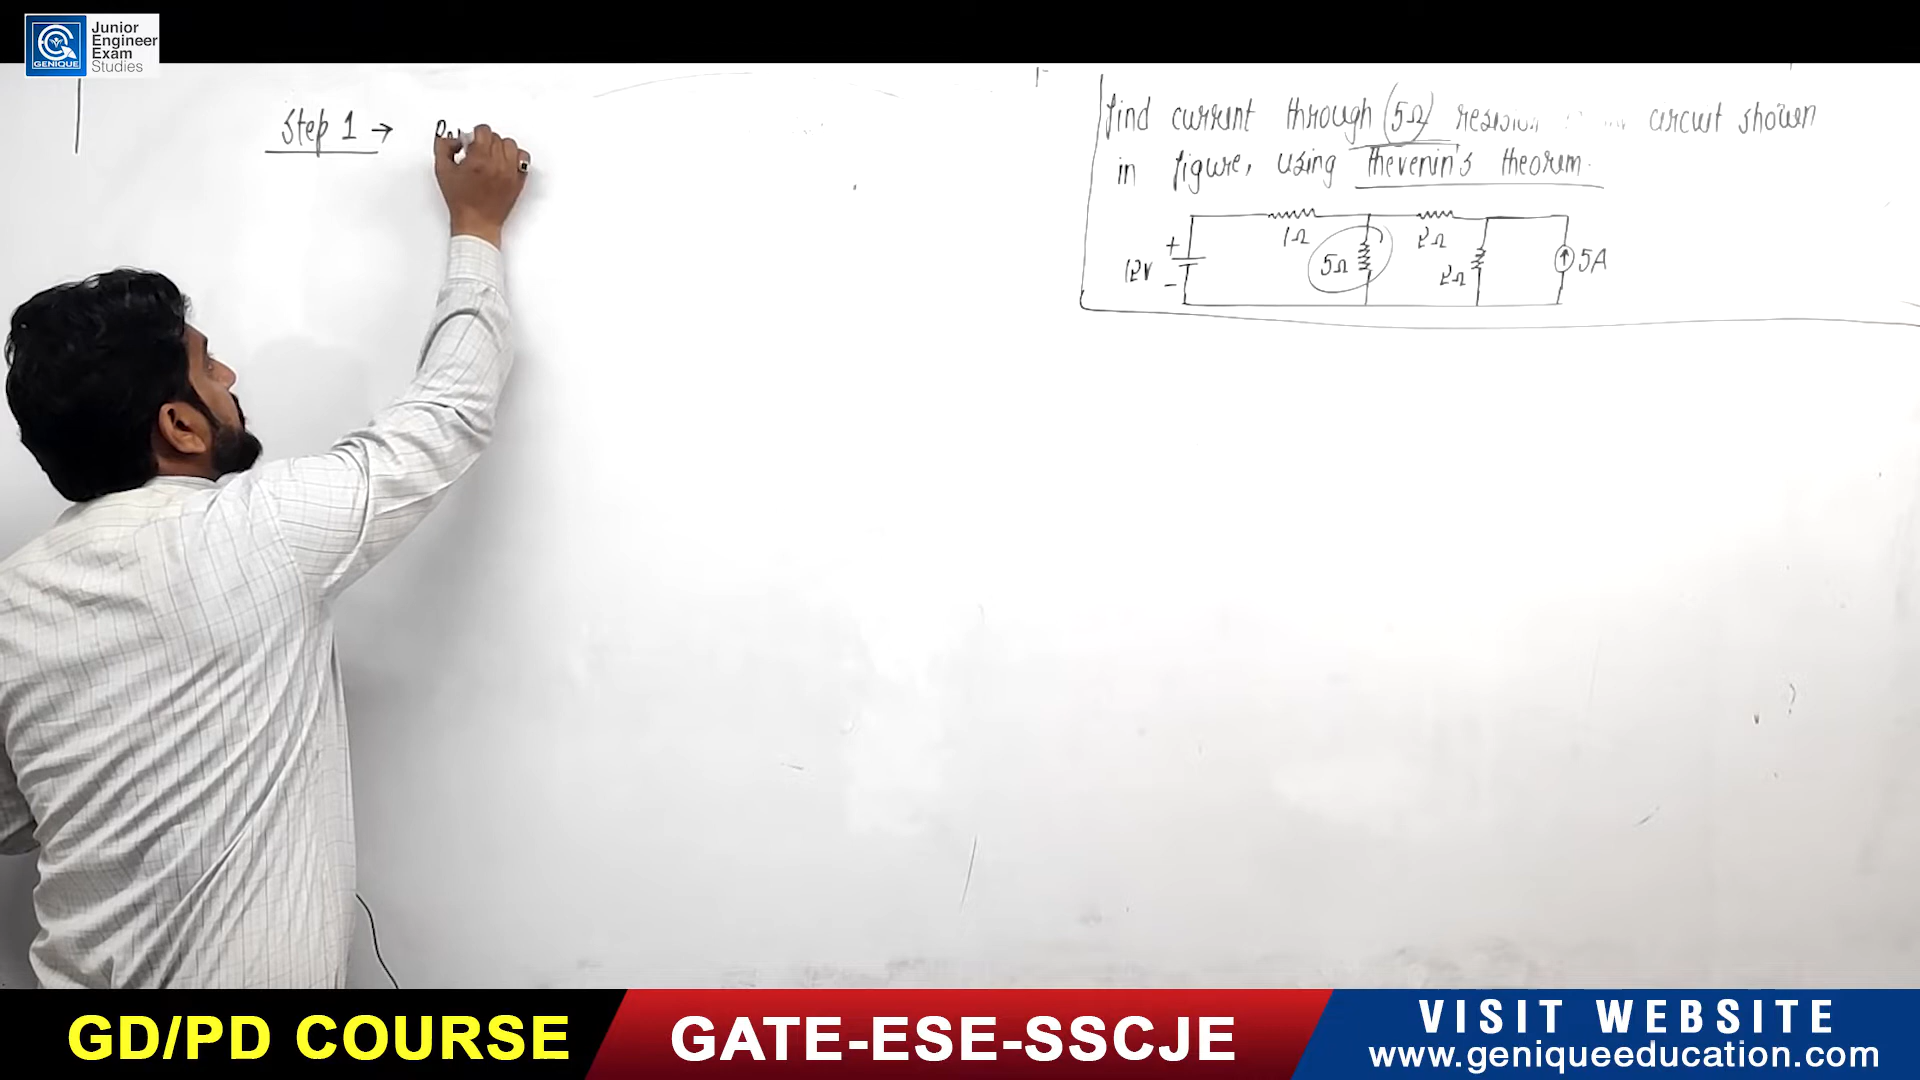 GENIQUE
Junior
Engineer
Exam
Studies
Step 1 →
find current through (5Ω) circuit shown
in figure, using thevenin's theorem.
1Ω
2Ω
+
12v
-
5Ω
2Ω
5A
GD/PD COURSE
GATE-ESE-SSCJE
VISIT WEBSITE
www.geniqueeducation.com